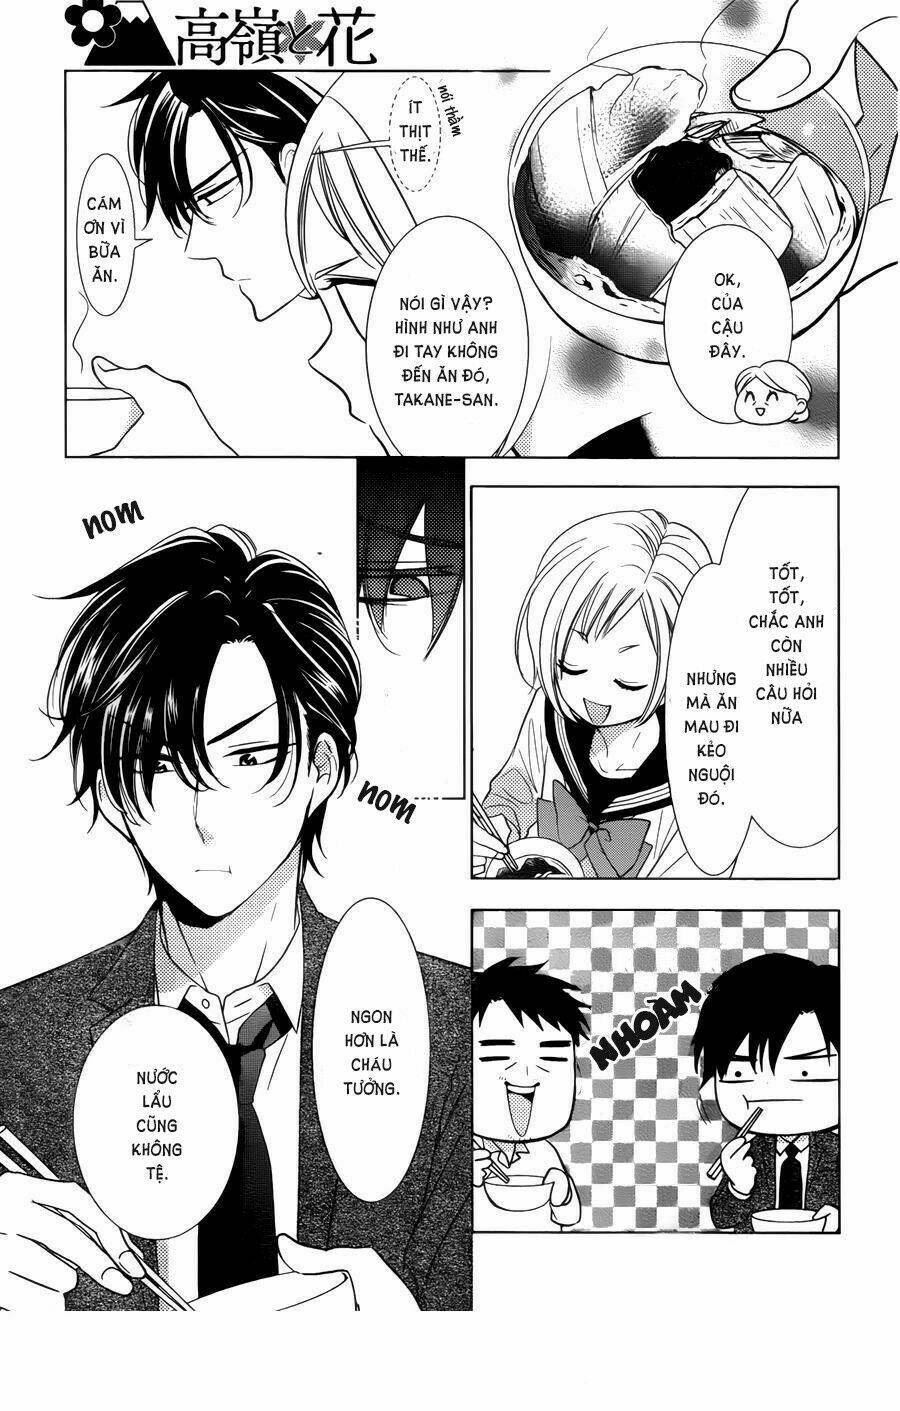 高嶺と花
OK,
CỦA
CẬU
ĐÂY.
nói thầm
ÍT
THỊT
THẾ.
NÓI GÌ VẬY?
HÌNH NHƯ ANH
ĐI TAY KHÔNG
ĐẾN ĂN ĐÓ,
TAKANE-SAN.
CÁM
ƠN VÌ
BỮA
ĂN.
TỐT,
TỐT,
CHẮC ANH
CÒN
NHIỀU
CÂU HỎI
NỮA
NHƯNG
MÀ ĂN
MAU ĐI
KẺO
NGUỘI
ĐÓ.
nom
nom
NHOÀM
NGON
HƠN LÀ
CHÁU
TƯỞNG.
NƯỚC
LẨU
CŨNG
KHÔNG
TỆ.